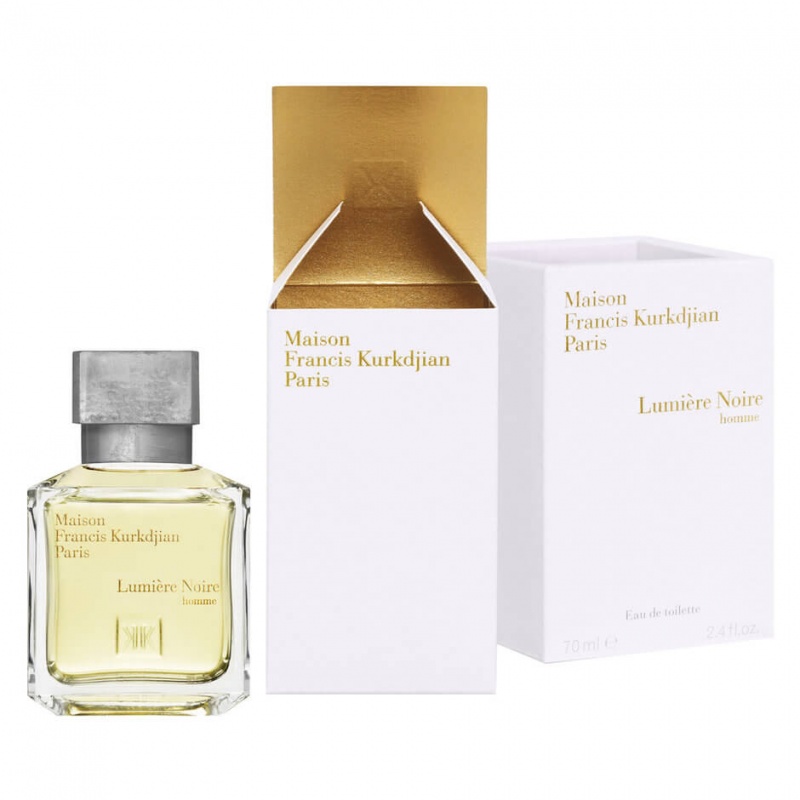 Maison
Francis Kurkdjian
Paris
Lumière Noire
homme
Maison
Francis Kurkdjian
Paris
Maison
Francis Kurkdjian
Paris
Lumière Noire
homme
Eau de toilette
70 ml ℮
2.4 fl.oz.